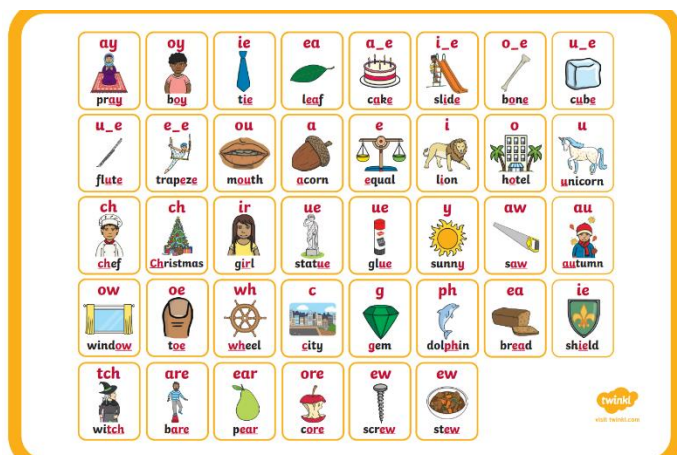 ay oy ie ea a_e i_e o_e u_e
pray boy tie leaf cake slide bone cube
u_e e_e ou a e i o u
flute trapeze mouth acorn equal lion hotel unicorn
ch ch ir ue ue y aw au
chef Christmas girl statue glue sunny saw autumn
ow oe wh c g ph ea ie
window toe wheel city gem dolphin bread shield
tch are ear ore ew ew
witch bare pear core screw stew
twinkl
visit twinkl.com